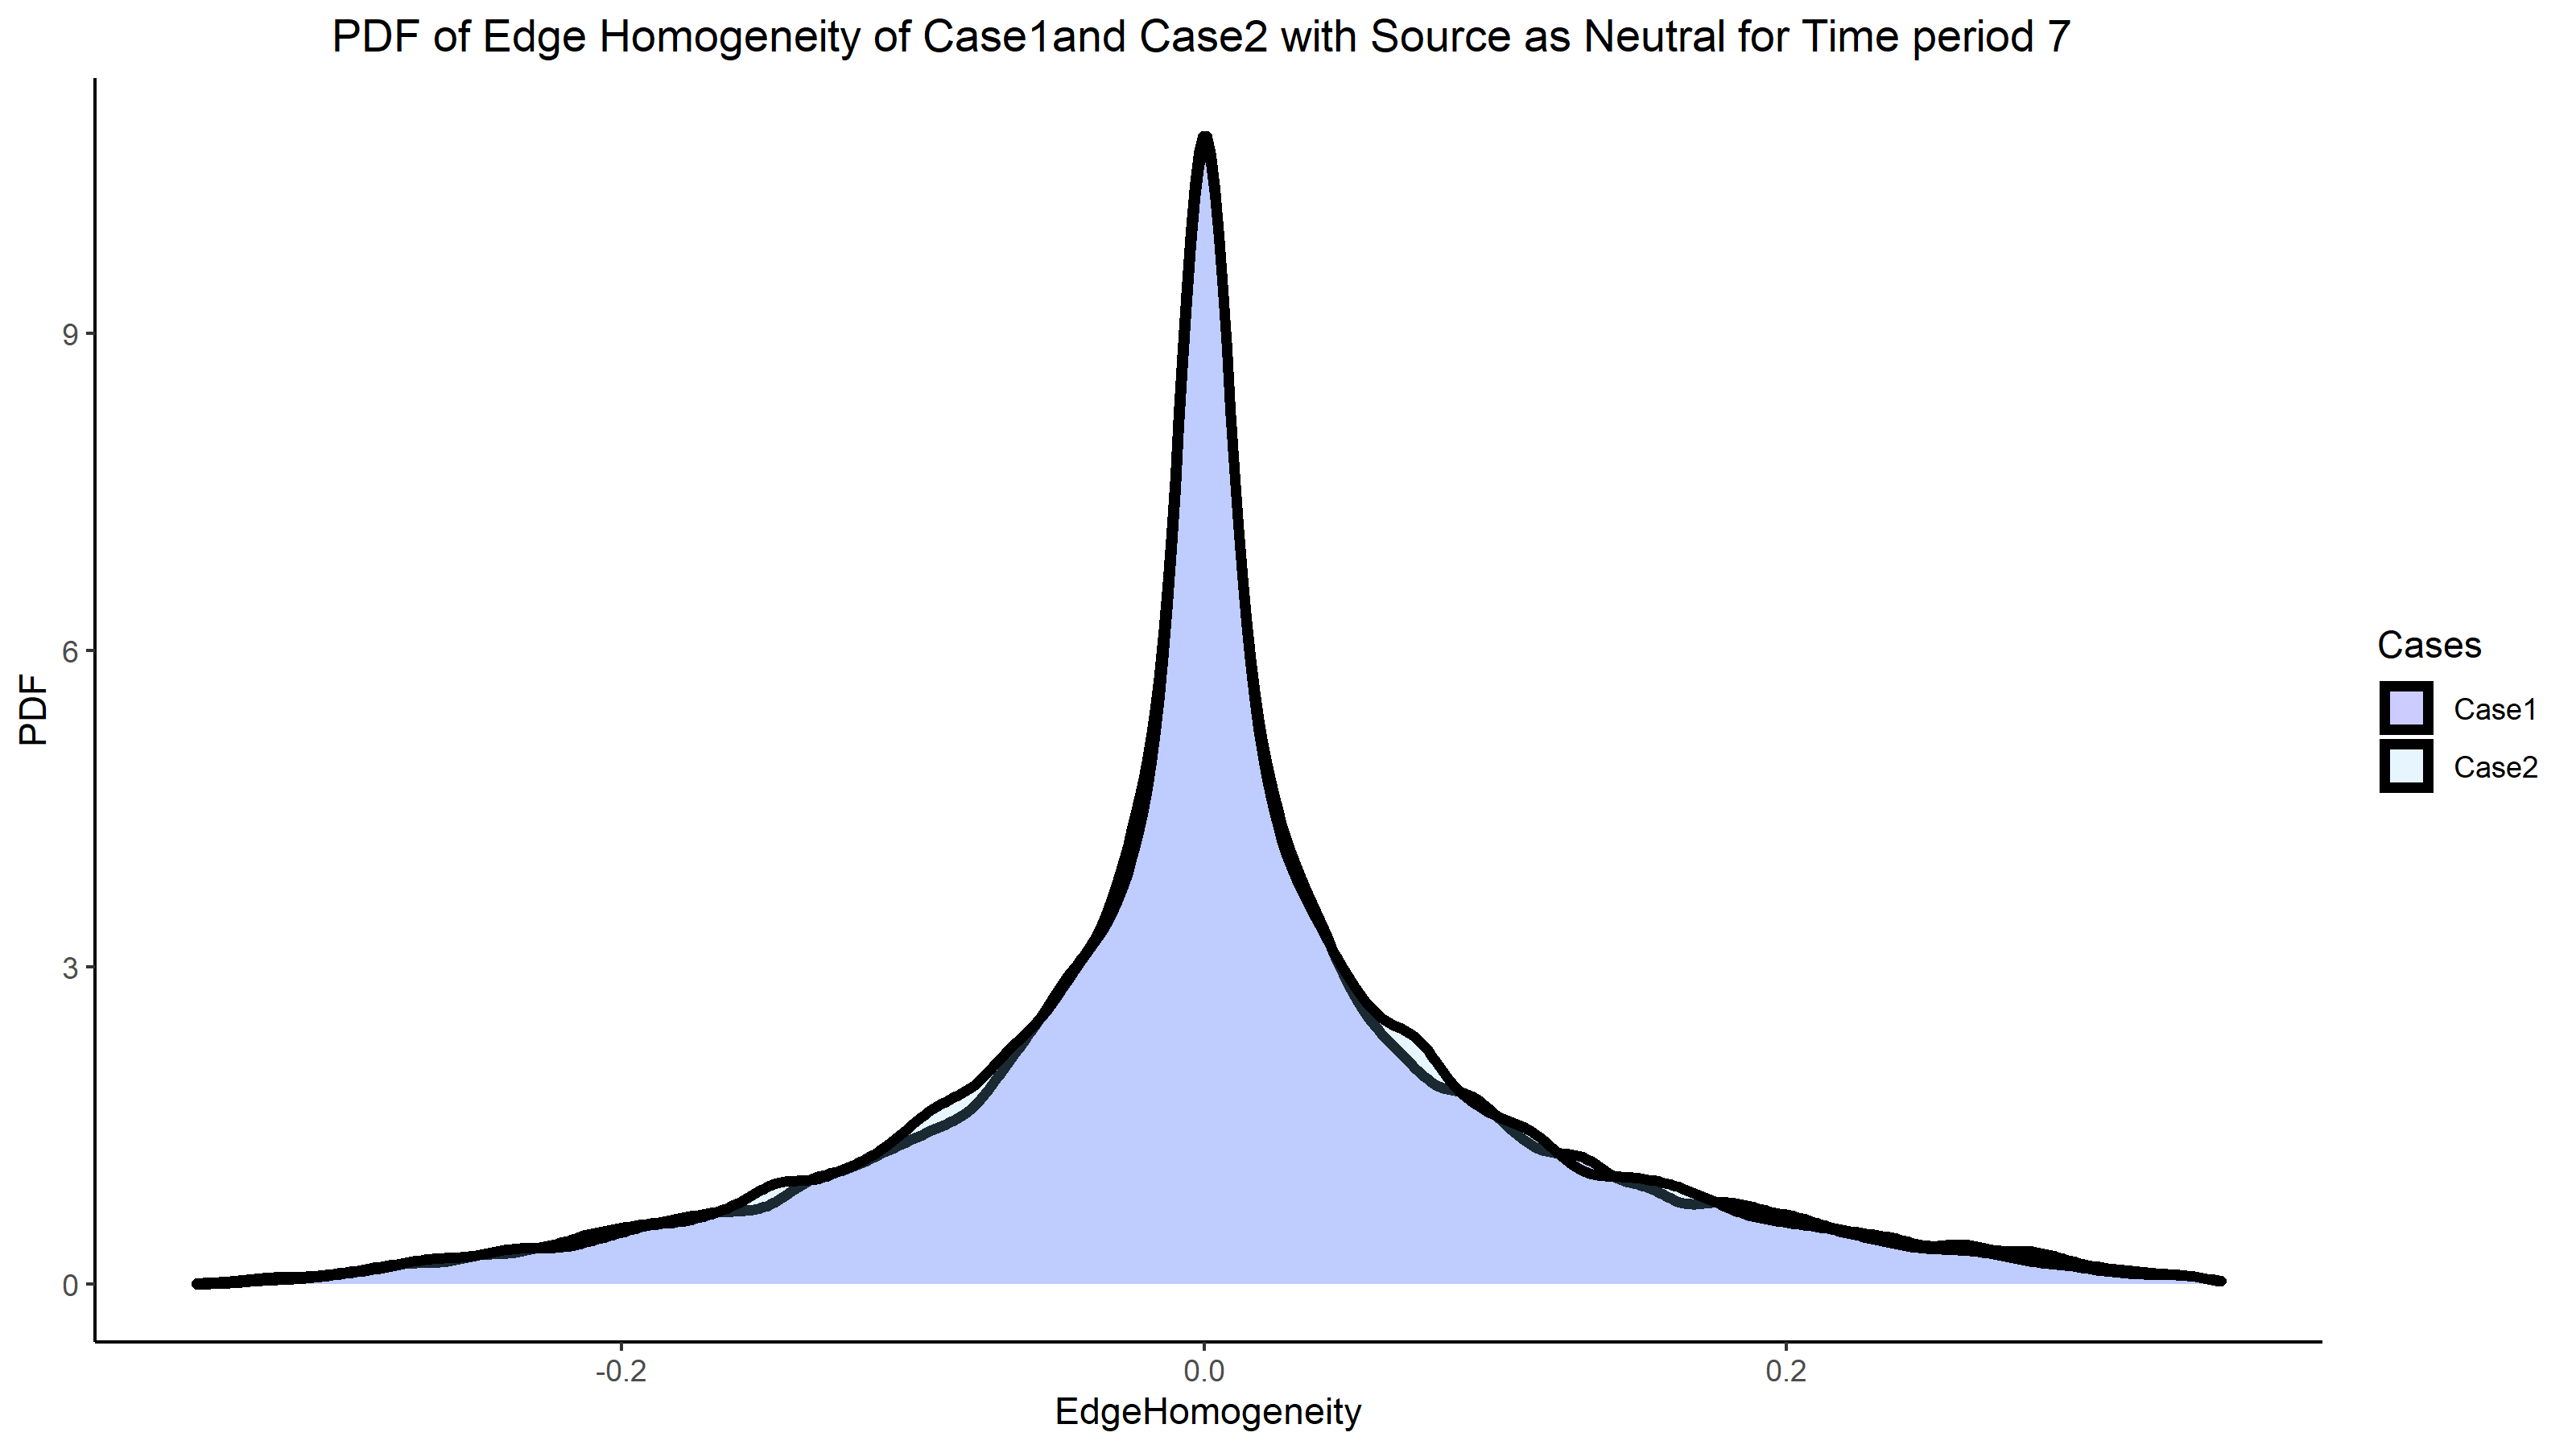 PDF of Edge Homogeneity of Case1and Case2 with Source as Neutral for Time period 7
9
6
3
0
PDF
-0.2
0.0
0.2
EdgeHomogeneity
Cases
Case1
Case2